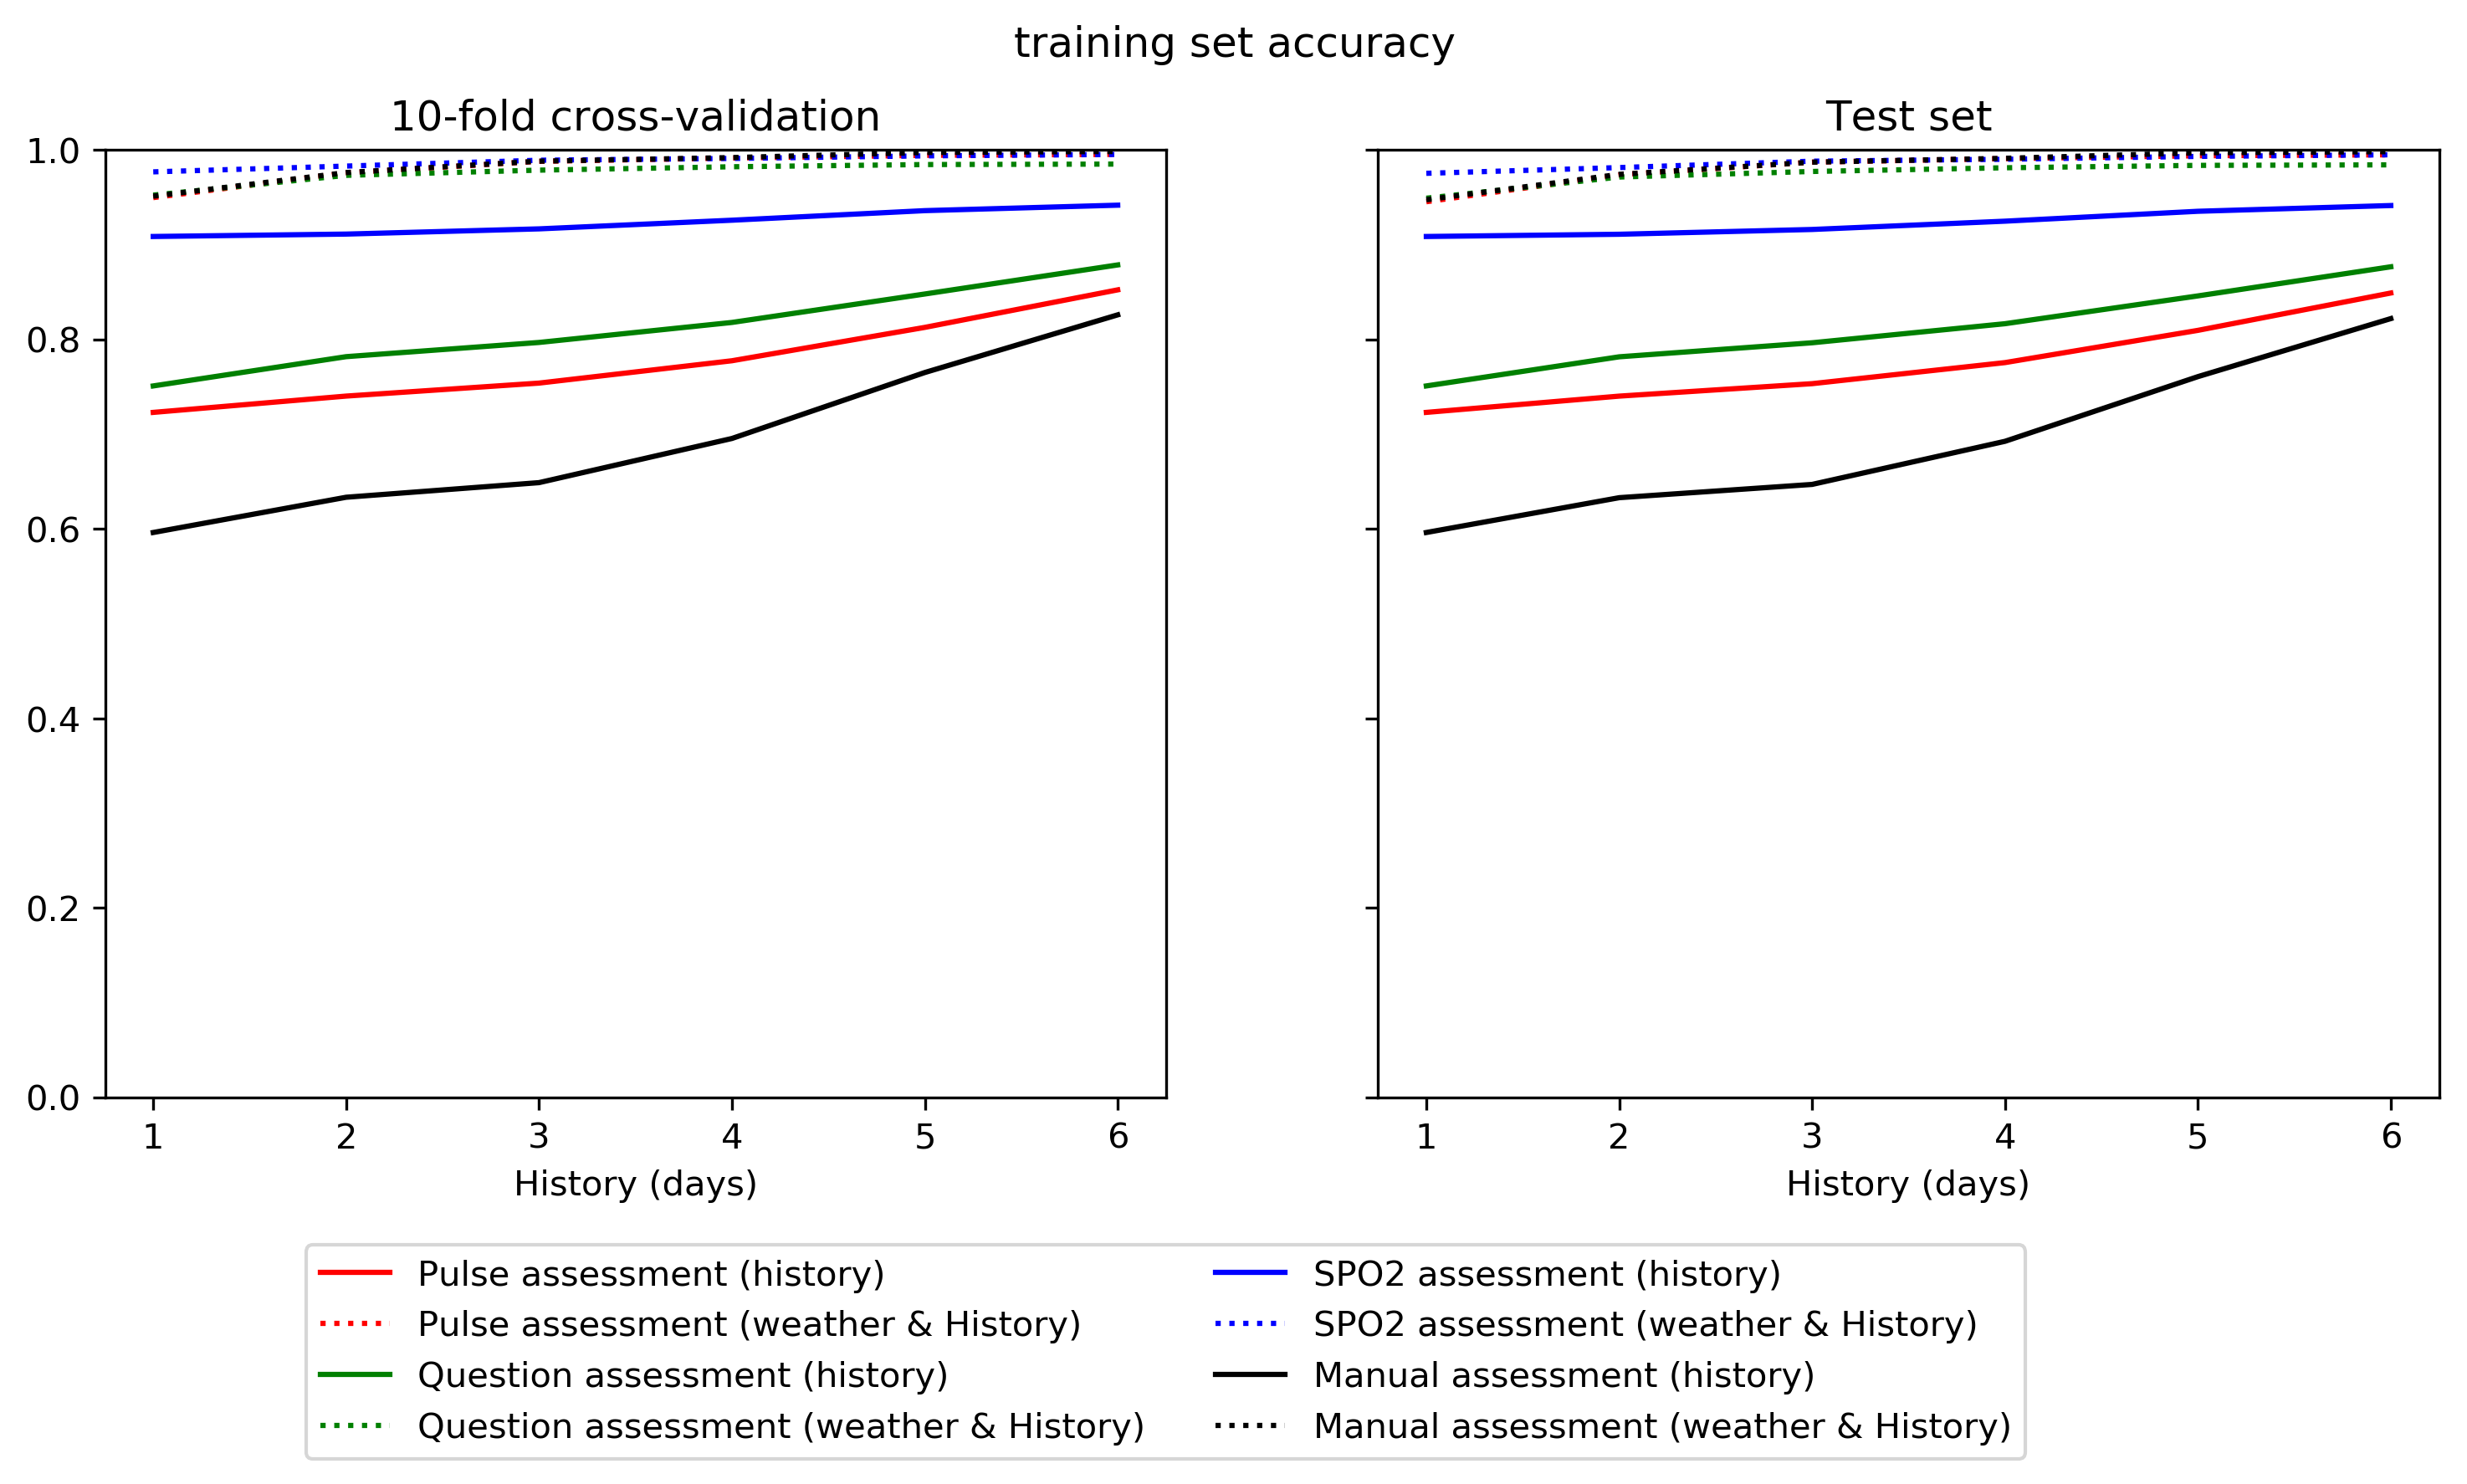 training set accuracy
10-fold cross-validation
Test set
1.0
0.8
0.6
0.4
0.2
0.0
1 2 3 4 5 6
1 2 3 4 5 6
History (days)
History (days)
Pulse assessment (history)
Pulse assessment (weather & History)
Question assessment (history)
Question assessment (weather & History)
SPO2 assessment (history)
SPO2 assessment (weather & History)
Manual assessment (history)
Manual assessment (weather & History)